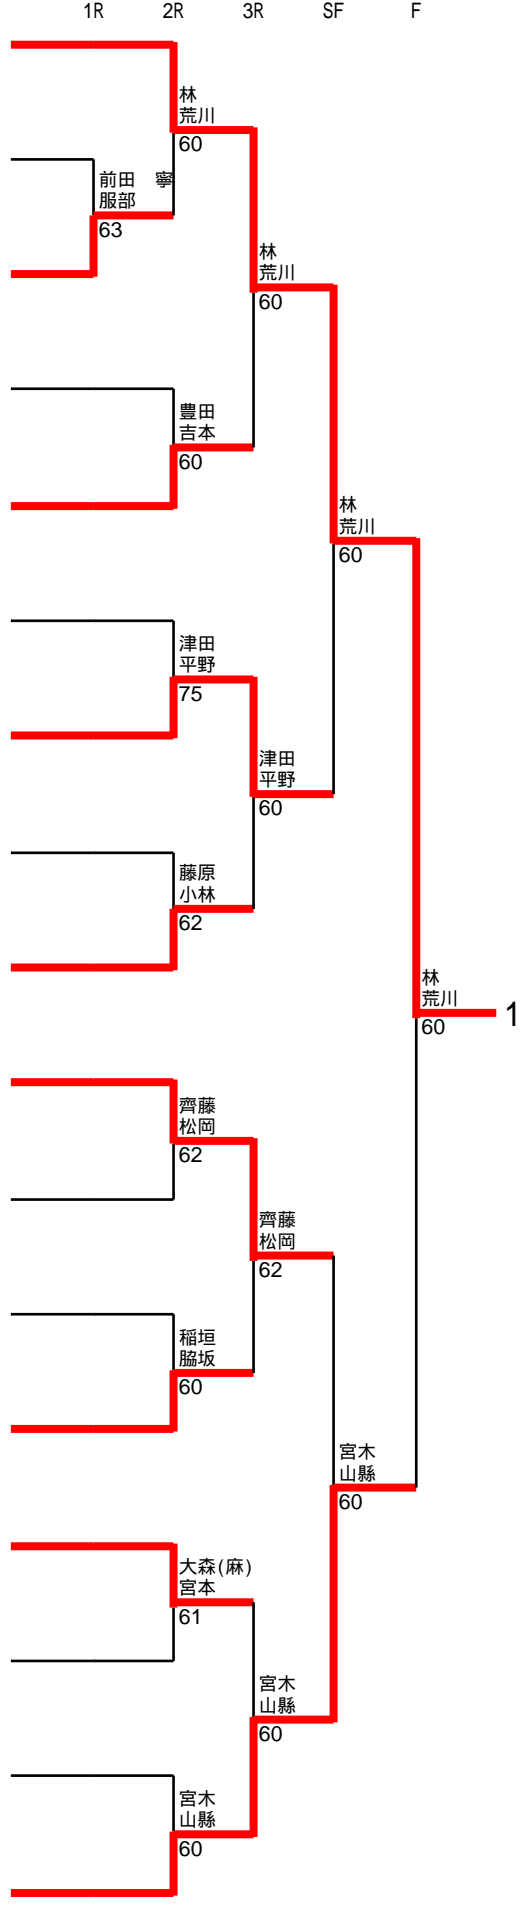 1R 2R 3R SF F
林
荒川
60
前田 寧
服部
63
林
荒川
60
豊田
吉本
60
林
荒川
60
津田
平野
75
津田
平野
60
藤原
小林
62
林
荒川
60
1
齊藤
松岡
62
齊藤
松岡
62
稲垣
脇坂
60
宮木
山縣
60
大森(麻)
宮本
61
宮木
山縣
60
宮木
山縣
60